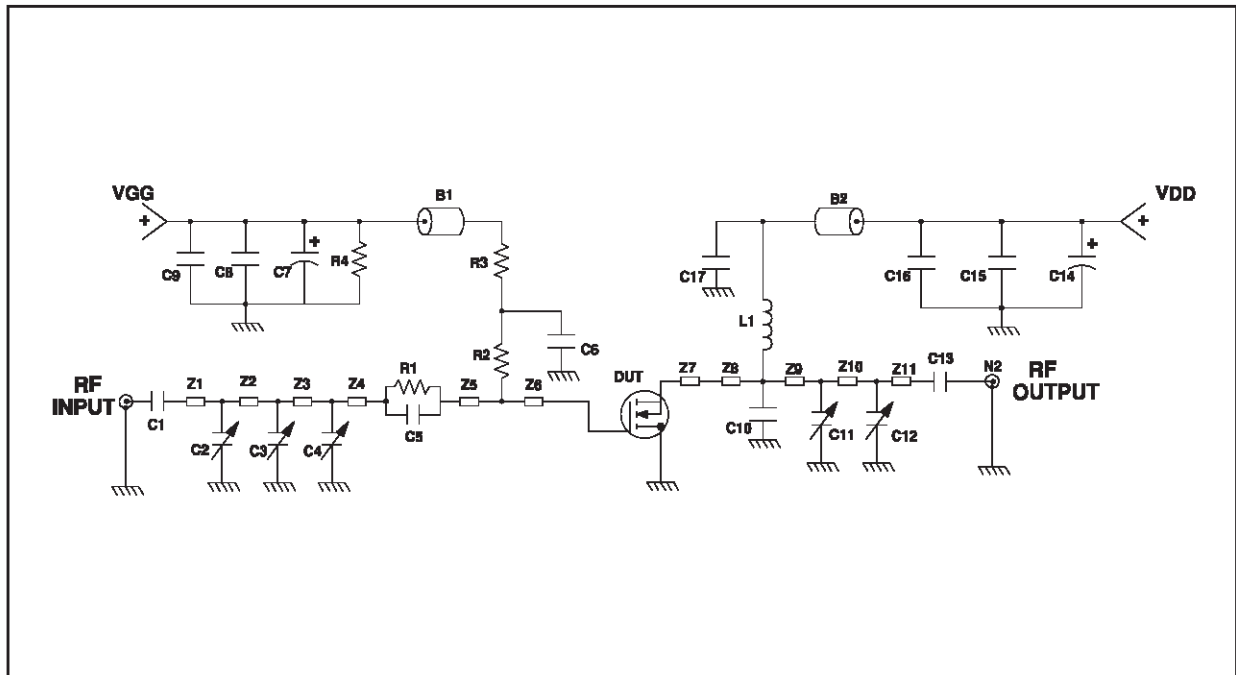 VGG
+
B1
B2
VDD
+
C9
C8
C7
+
R4
R3
C17
C16
C15
C14
+
L1
R2
C6
RF
INPUT
C1
Z1
Z2
Z3
Z4
R1
C5
Z5
Z6
DUT
Z7
Z8
Z9
Z10
Z11
C13
N2
RF
OUTPUT
C2
C3
C4
C10
C11
C12